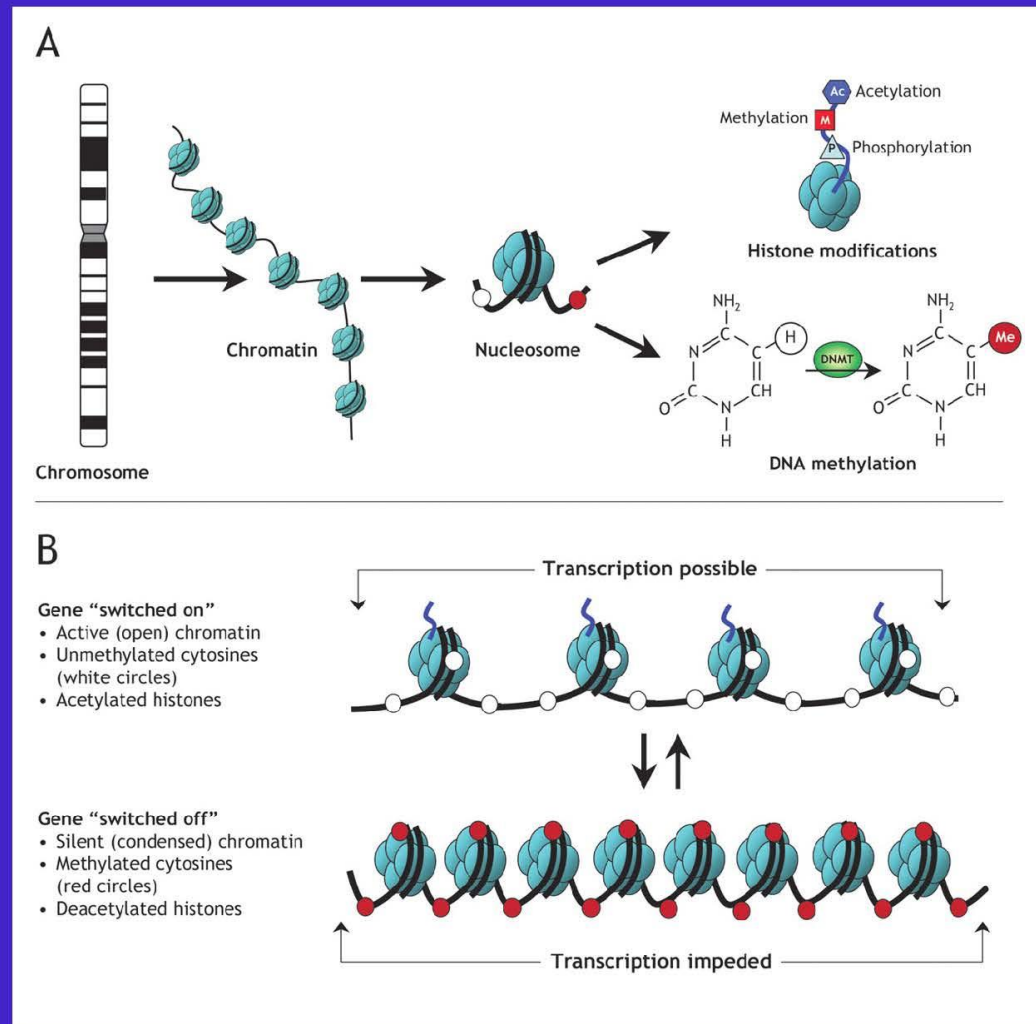 A
Ac Acetylation
Methylation M
P Phosphorylation
Histone modifications
Chromatin
Nucleosome
NH₂
N
C
C
H
C
CH
O
N
H
DNMT
NH₂
N
C
C
Me
C
CH
O
N
H
DNA methylation
Chromosome
B
Transcription possible
Gene “switched on”
• Active (open) chromatin
• Unmethylated cytosines
(white circles)
• Acetylated histones
Gene “switched off”
• Silent (condensed) chromatin
• Methylated cytosines
(red circles)
• Deacetylated histones
Transcription impeded